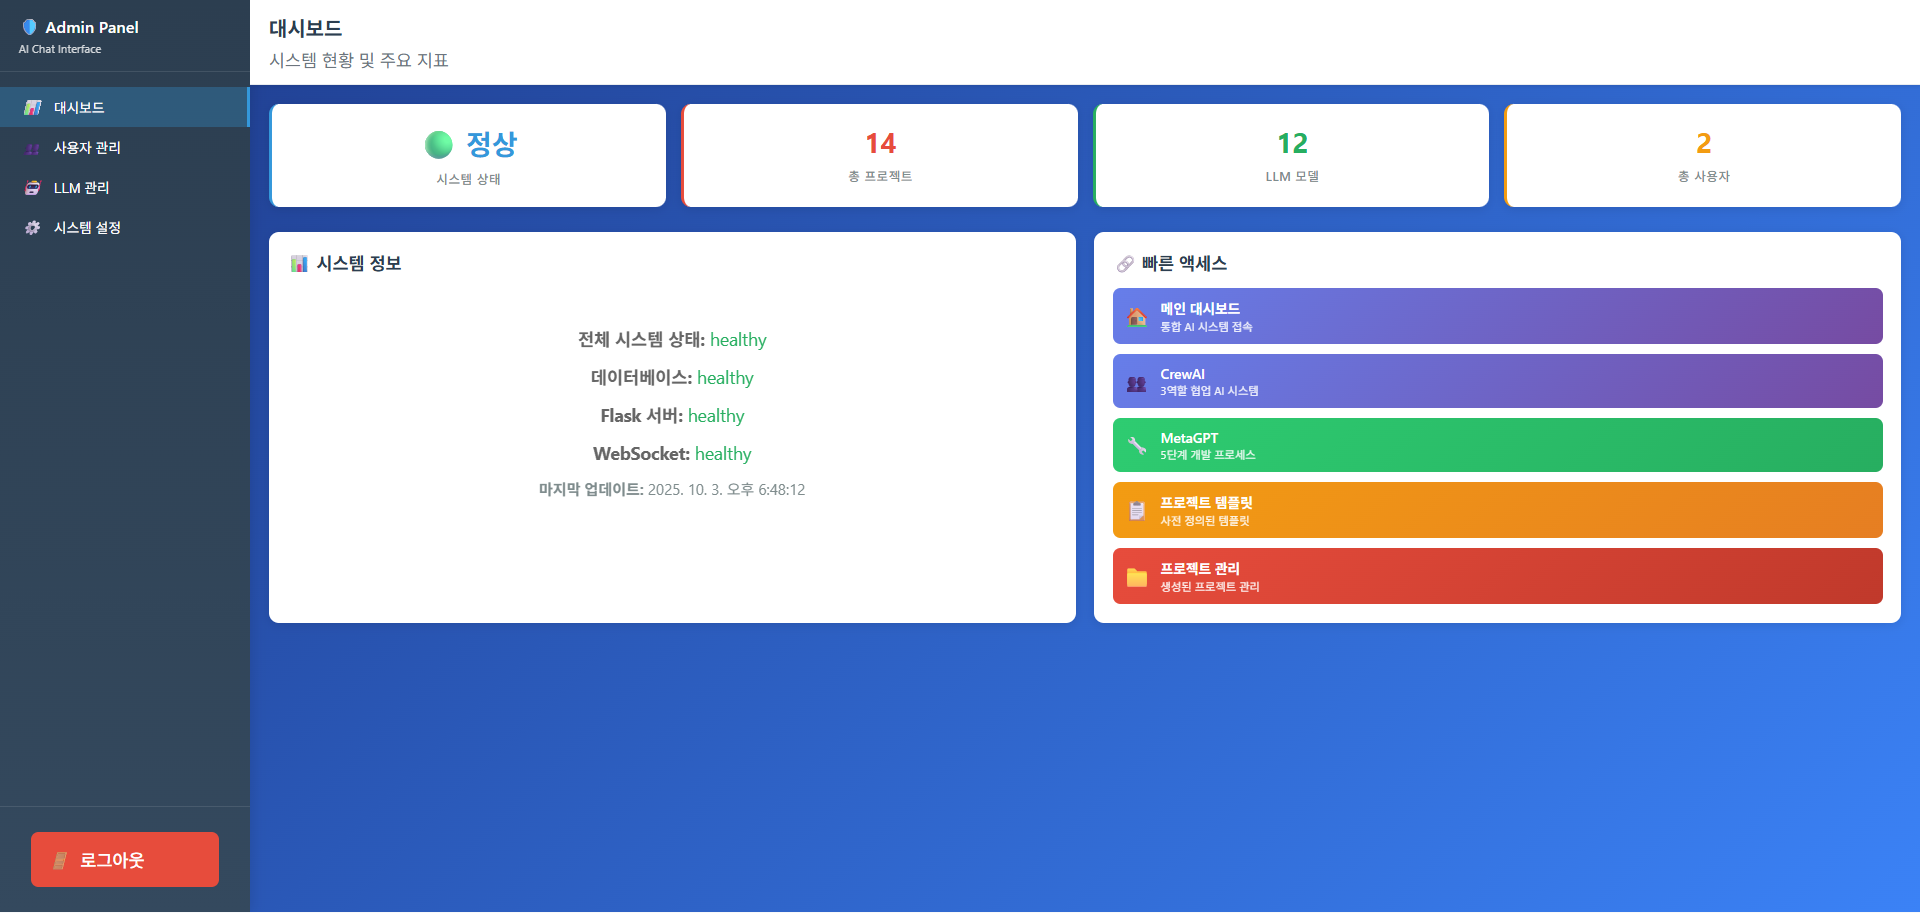 Admin Panel
AI Chat Interface
대시보드
사용자 관리
LLM 관리
시스템 설정
로그아웃
대시보드
시스템 현황 및 주요 지표
정상
시스템 상태
14
총 프로젝트
12
LLM 모델
2
총 사용자
시스템 정보
전체 시스템 상태: healthy
데이터베이스: healthy
Flask 서버: healthy
WebSocket: healthy
마지막 업데이트: 2025. 10. 3. 오후 6:48:12
빠른 액세스
메인 대시보드
통합 AI 시스템 접속
CrewAI
3역할 협업 AI 시스템
MetaGPT
5단계 개발 프로세스
프로젝트 템플릿
사전 정의된 템플릿
프로젝트 관리
생성된 프로젝트 관리